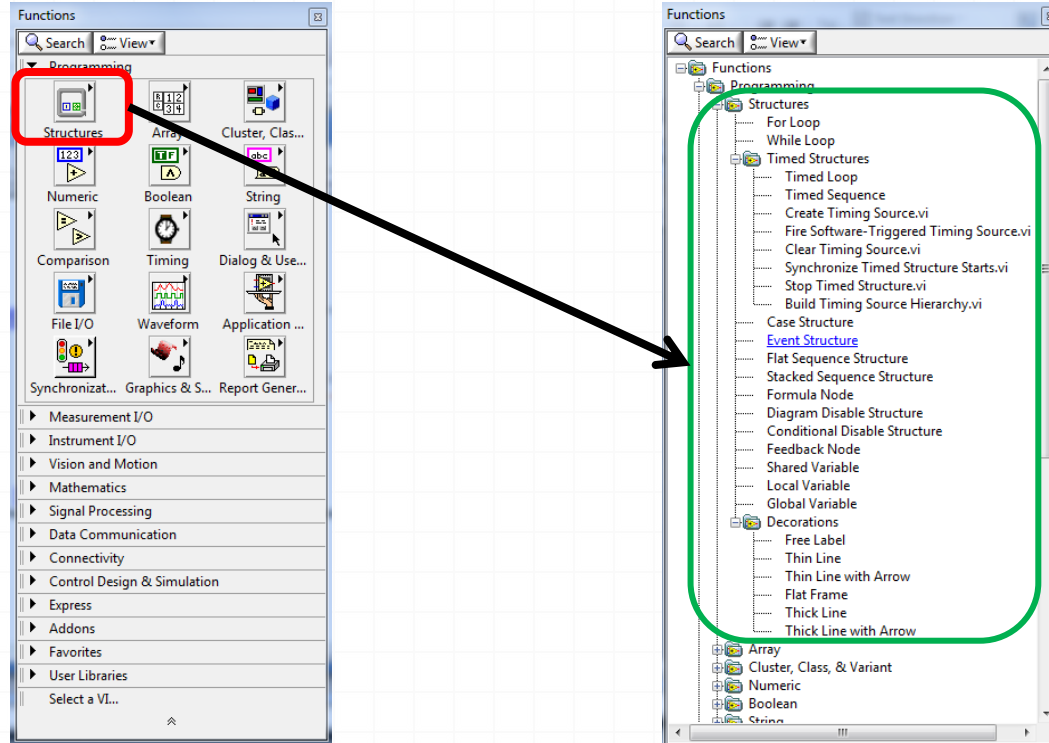 Functions
Search View
Programming
Structures Array Cluster, Clas...
Numeric Boolean String
Comparison Timing Dialog & Use...
File I/O Waveform Application ...
Synchronizat... Graphics & S... Report Gener...
Measurement I/O
Instrument I/O
Vision and Motion
Mathematics
Signal Processing
Data Communication
Connectivity
Control Design & Simulation
Express
Addons
Favorites
User Libraries
Select a VI...
Functions
Search View
Functions
Programming
Structures
For Loop
While Loop
Timed Structures
Timed Loop
Timed Sequence
Create Timing Source.vi
Fire Software-Triggered Timing Source.vi
Clear Timing Source.vi
Synchronize Timed Structure Starts.vi
Stop Timed Structure.vi
Build Timing Source Hierarchy.vi
Case Structure
Event Structure
Flat Sequence Structure
Stacked Sequence Structure
Formula Node
Diagram Disable Structure
Conditional Disable Structure
Feedback Node
Shared Variable
Local Variable
Global Variable
Decorations
Free Label
Thin Line
Thin Line with Arrow
Flat Frame
Thick Line
Thick Line with Arrow
Array
Cluster, Class, & Variant
Numeric
Boolean
String